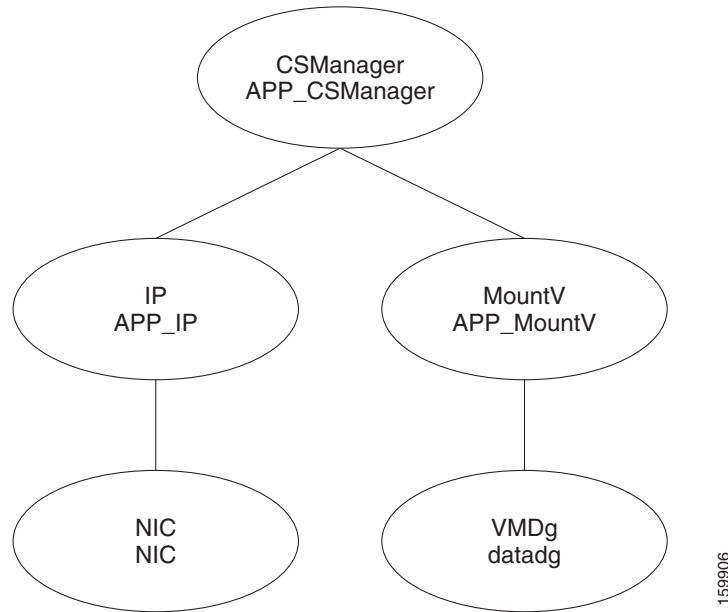 CSManager
APP_CSManager
IP
APP_IP
MountV
APP_MountV
NIC
NIC
VMDg
datadg
159906